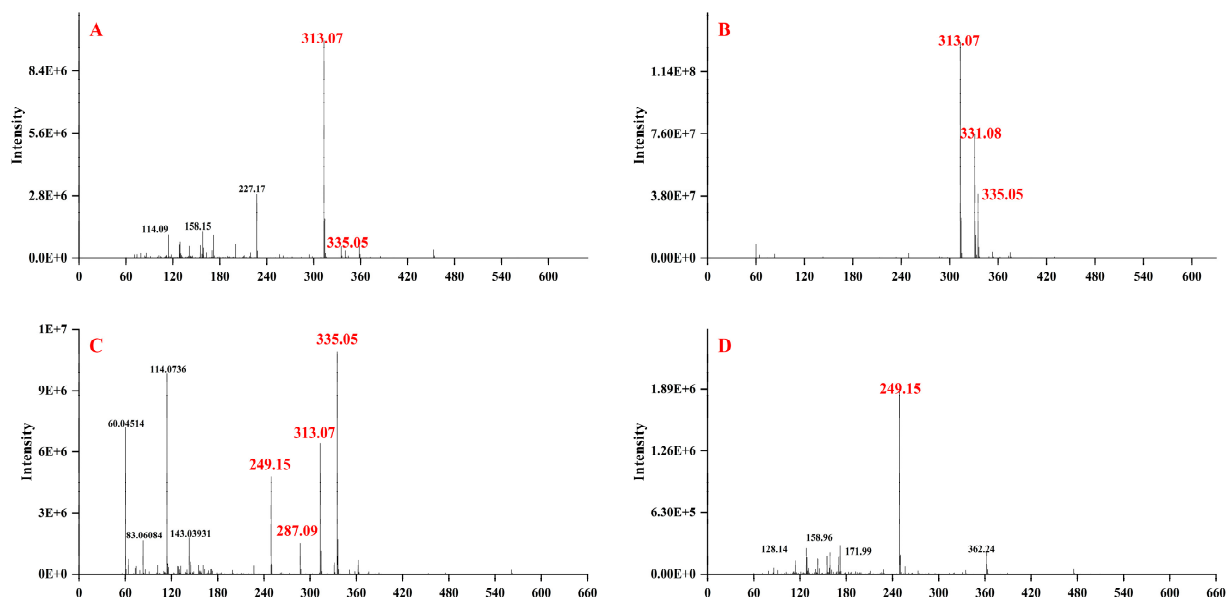 A
313.07
8.4E+6
5.6E+6
Intensity
2.8E+6
227.17
114.09
158.15
335.05
0.0E+0
0 60 120 180 240 300 360 420 480 540 600
B
313.07
1.14E+8
331.08
7.60E+7
Intensity
335.05
3.80E+7
0.00E+0
0 60 120 180 240 300 360 420 480 540 600
C
1E+7
335.05
114.0736
9E+6
60.04514
313.07
6E+6
Intensity
249.15
287.09
3E+6
83.06084
143.03931
0E+0
0 60 120 180 240 300 360 420 480 540 600 660
D
249.15
1.89E+6
1.26E+6
Intensity
6.30E+5
128.14
158.96
171.99
362.24
0.00E+0
0 60 120 180 240 300 360 420 480 540 600 660